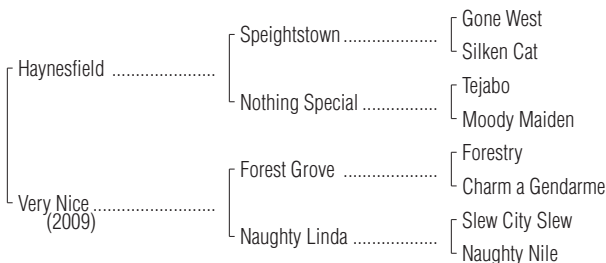 Gone West
Speightstown ....................
Silken Cat
Haynesfield ......................
Tejabo
Nothing Special ................
Moody Maiden
Forestry
Forest Grove ....................
Charm a Gendarme
Very Nice ..........................
(2009)
Slew City Slew
Naughty Linda ..................
Naughty Nile